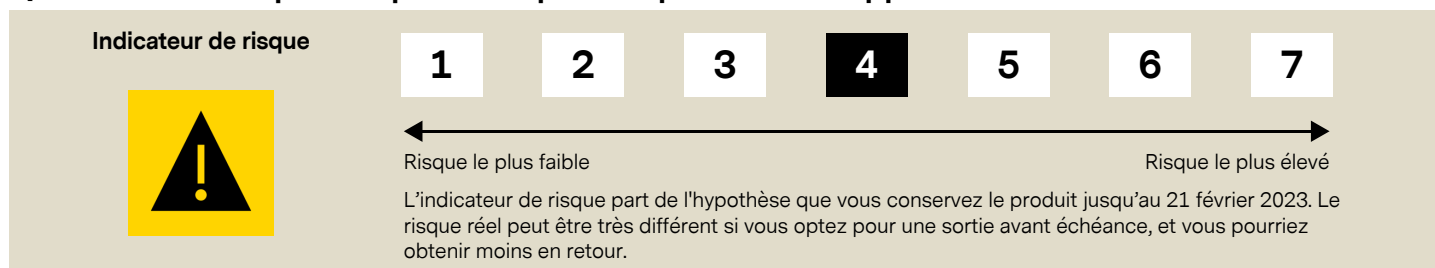 Indicateur de risque
1 2 3 4 5 6 7
Risque le plus faible
Risque le plus élevé
L’indicateur de risque part de l'hypothèse que vous conservez le produit jusqu’au 21 février 2023. Le
risque réel peut être très différent si vous optez pour une sortie avant échéance, et vous pourriez
obtenir moins en retour.